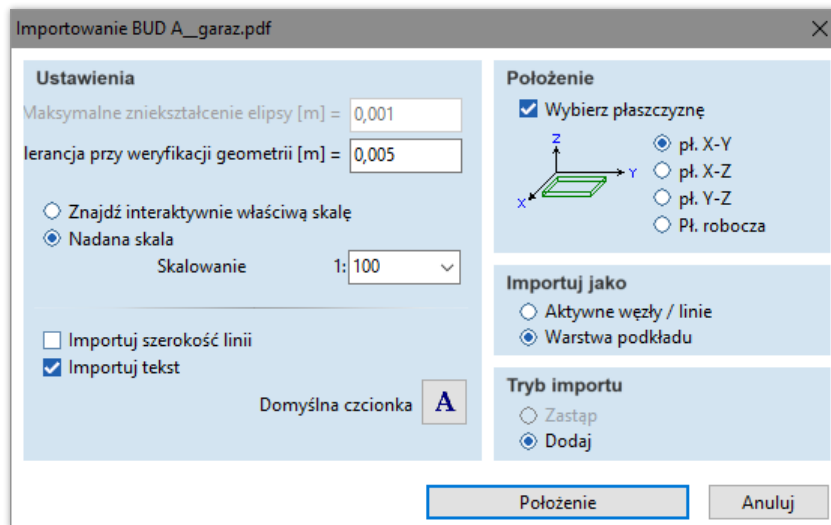 Importowanie BUD A__garaz.pdf
Ustawienia
Maksymalne zniekształcenie elipsy [m] = 0,001
lerancja przy weryfikacji geometrii [m] = 0,005
Znajdź interaktywnie właściwą skalę
Nadana skala
Skalowanie 1: 100
Importuj szerokość linii
Importuj tekst
Domyślna czcionka A
Położenie
Wybierz płaszczyznę
Z
Y
X
pł. X-Y
pł. X-Z
pł. Y-Z
Pł. robocza
Importuj jako
Aktywne węzły / linie
Warstwa podkładu
Tryb importu
Zastąp
Dodaj
Położenie Anuluj